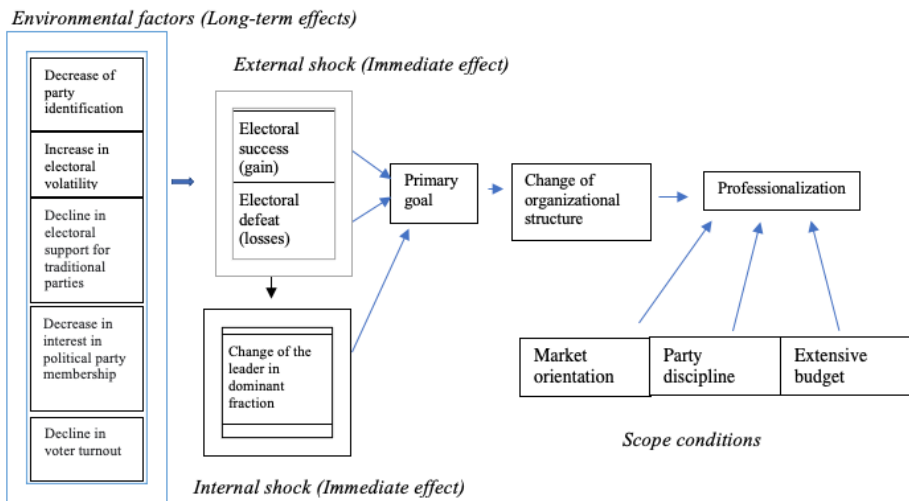 Environmental factors (Long-term effects)
Decrease of
party
identification
Increase in
electoral
volatility
Decline in
electoral
support for
traditional
parties
Decrease in
interest in
political party
membership
Decline in
voter turnout
External shock (Immediate effect)
Electoral
success
(gain)
Electoral
defeat
(losses)
Change of the
leader in
dominant
fraction
Internal shock (Immediate effect)
Primary
goal
Change of
organizational
structure
Professionalization
Market
orientation
Party
discipline
Extensive
budget
Scope conditions